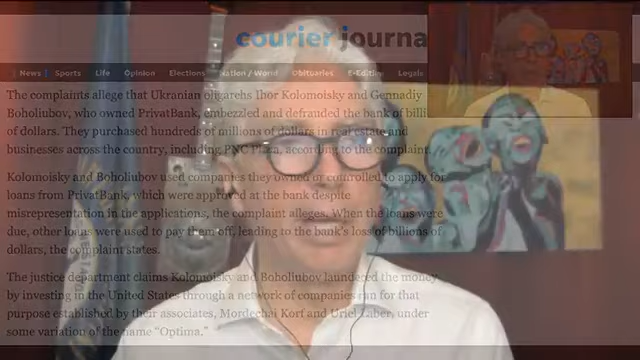 courier journa
News Sports Life Opinion Elections Nation / World Obituaries E-Edition Legals
The complaints allege that Ukranian oligarchs Ihor Kolomoisky and Gennadiy
Boholiubov, who owned PrivatBank, embezzled and defrauded the bank of billi
of dollars. They purchased hundreds of millions of dollars in real estate and
businesses across the country, including PNC Plaza, according to the complaint.
Kolomoisky and Boholiubov used companies they owned or controlled to apply for
loans from PrivatBank, which were approved at the bank despite
misrepresentation in the applications, the complaint alleges. When the loans were
due, other loans were used to pay them off, leading to the bank's loss of billions of
dollars, the complaint states.
The justice department claims Kolomoisky and Boholiubov laundered the money
by investing in the United States through a network of companies run for that
purpose established by their associates, Mordechai Korf and Uriel Laber, under
some variation of the name “Optima.”